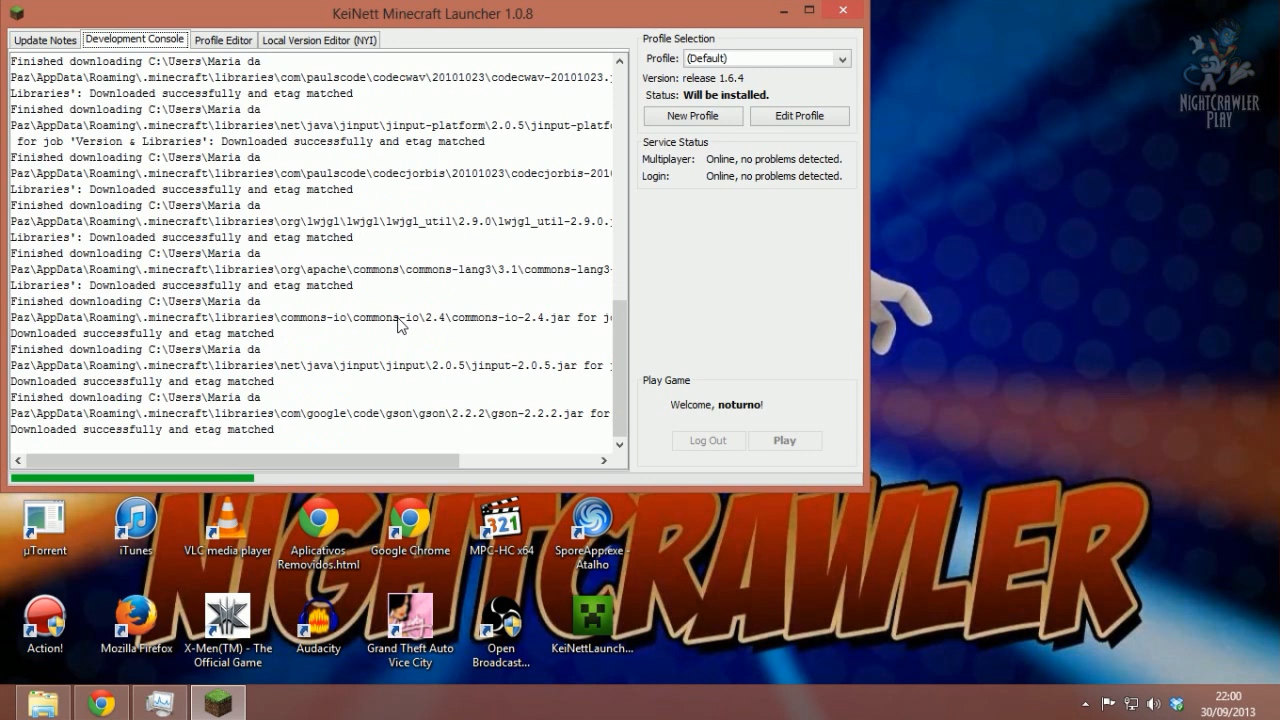 KeiNett Minecraft Launcher 1.0.8
Update Notes
Development Console
Profile Editor
Local Version Editor (NYI)
Finished downloading C:\Users\Maria da
Paz\AppData\Roaming\.minecraft\libraries\com\paulscode\codecwav\20101023\codecwav-20101023.j
Libraries': Downloaded successfully and etag matched
Finished downloading C:\Users\Maria da
Paz\AppData\Roaming\.minecraft\libraries\net\java\jinput\jinput-platform\2.0.5\jinput-platfo
for job 'Version & Libraries': Downloaded successfully and etag matched
Finished downloading C:\Users\Maria da
Paz\AppData\Roaming\.minecraft\libraries\com\paulscode\codecjorbis\20101023\codecjorbis-2010
Libraries': Downloaded successfully and etag matched
Finished downloading C:\Users\Maria da
Paz\AppData\Roaming\.minecraft\libraries\org\lwjgl\lwjgl\lwjgl_util\2.9.0\lwjgl_util-2.9.0.j
Libraries': Downloaded successfully and etag matched
Finished downloading C:\Users\Maria da
Paz\AppData\Roaming\.minecraft\libraries\org\apache\commons\commons-lang3\3.1\commons-lang3-
Libraries': Downloaded successfully and etag matched
Finished downloading C:\Users\Maria da
Paz\AppData\Roaming\.minecraft\libraries\commons-io\commons-io\2.4\commons-io-2.4.jar for jo
Downloaded successfully and etag matched
Finished downloading C:\Users\Maria da
Paz\AppData\Roaming\.minecraft\libraries\net\java\jinput\jinput\2.0.5\jinput-2.0.5.jar for j
Downloaded successfully and etag matched
Finished downloading C:\Users\Maria da
Paz\AppData\Roaming\.minecraft\libraries\com\google\code\gson\gson\2.2.2\gson-2.2.2.jar for
Downloaded successfully and etag matched
Profile Selection
Profile: (Default)
Version: release 1.6.4
Status: Will be installed.
New Profile
Edit Profile
Service Status
Multiplayer: Online, no problems detected.
Login: Online, no problems detected.
Play Game
Welcome, noturno!
Log Out
Play
NIGHTCRAWLER
PLAY
NIGHTCRAWLER
µTorrent
iTunes
VLC media player
Aplicativos
Removidos.html
Google Chrome
321
MPC-HC x64
SporeApp.exe -
Atalho
Action!
Mozilla Firefox
X-Men(TM) - The
Official Game
Audacity
Grand Theft Auto
Vice City
Open
Broadcast...
KeiNettLaunch...
22:00
30/09/2013